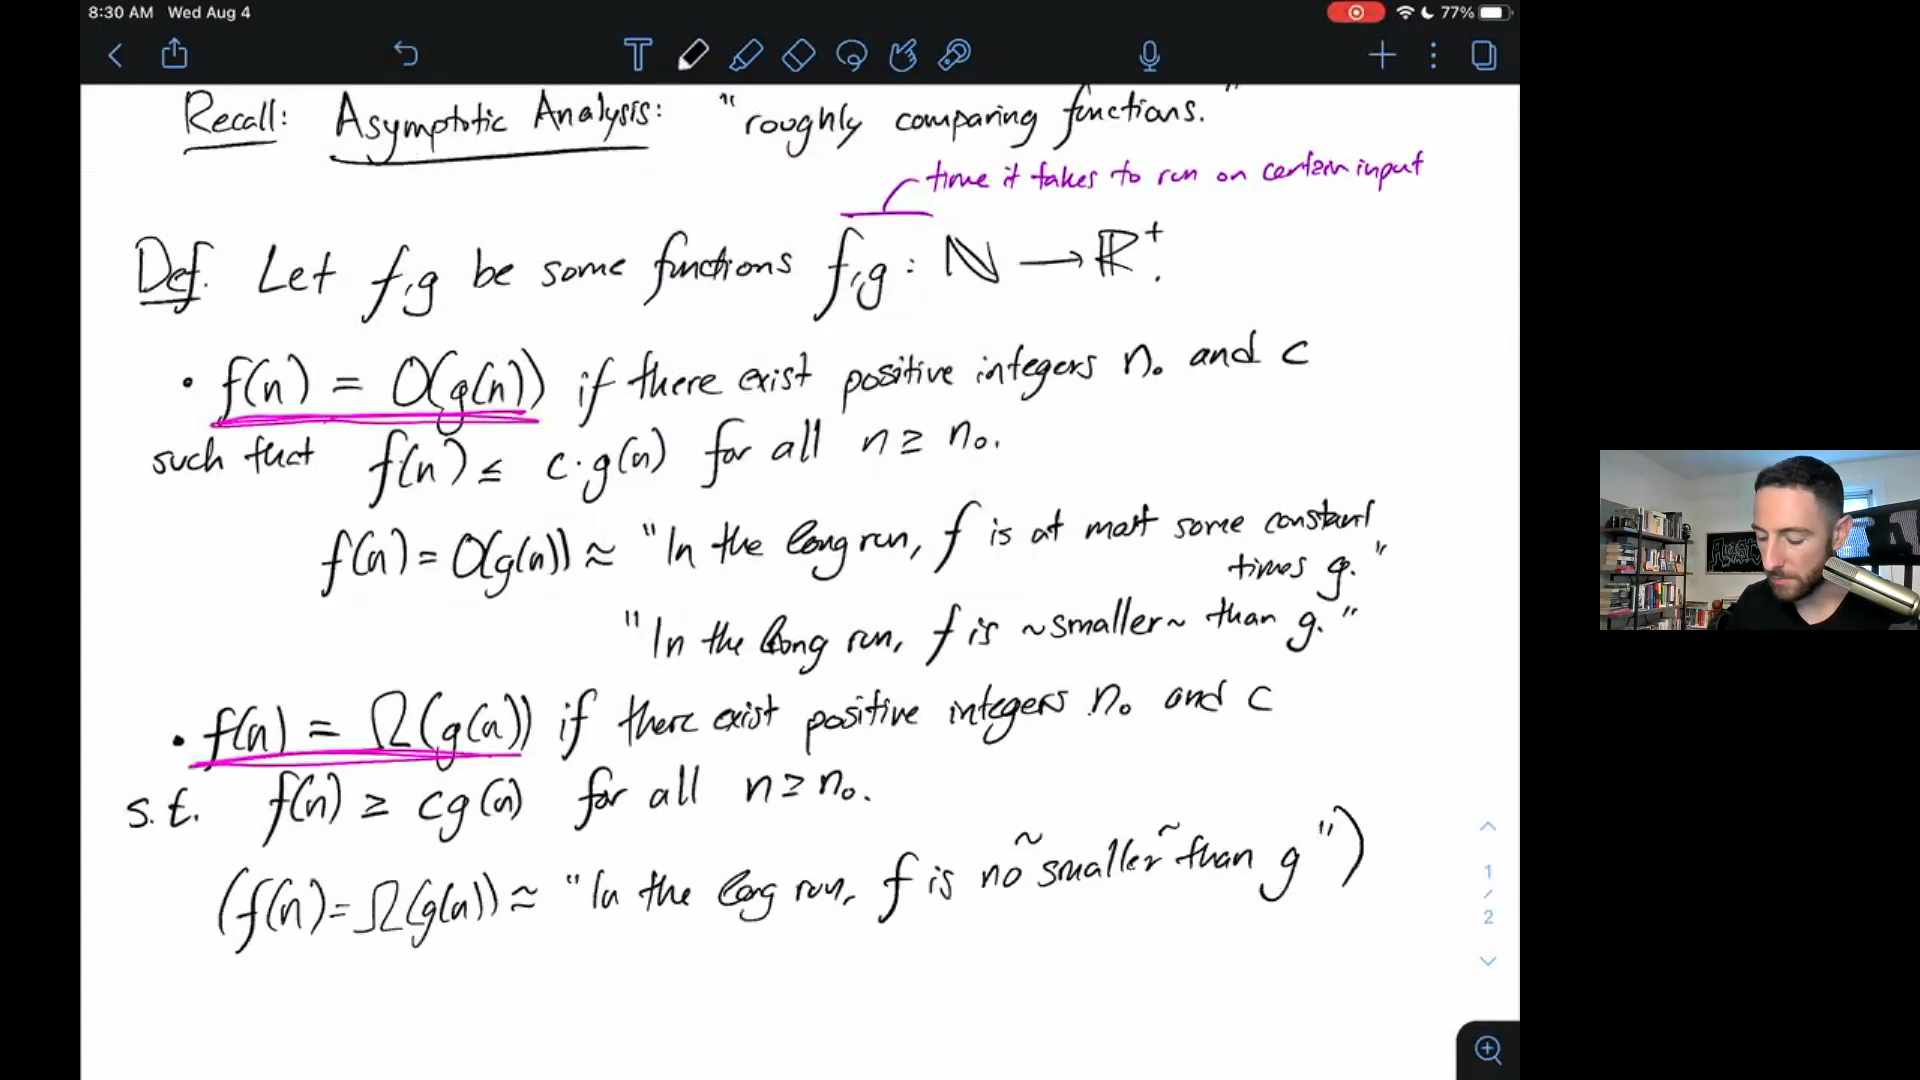 8:30 AM Wed Aug 4
77%
Recall: Asymptotic Analysis: "roughly comparing functions."
time it takes to run on certain input
Def. Let f,g be some functions f,g : ℕ → ℝ⁺.
• f(n) = O(g(n)) if there exist positive integers n₀ and c
such that f(n) ≤ c·g(n) for all n ≥ n₀.
f(n) = O(g(n)) ≈ "In the long run, f is at most some constant
times g."
"In the long run, f is ~smaller~ than g."
• f(n) = Ω(g(n)) if there exist positive integers n₀ and c
s.t. f(n) ≥ cg(n) for all n ≥ n₀.
(f(n) = Ω(g(n)) ≈ "In the long run, f is no ~smaller~ than g")
1
/
2